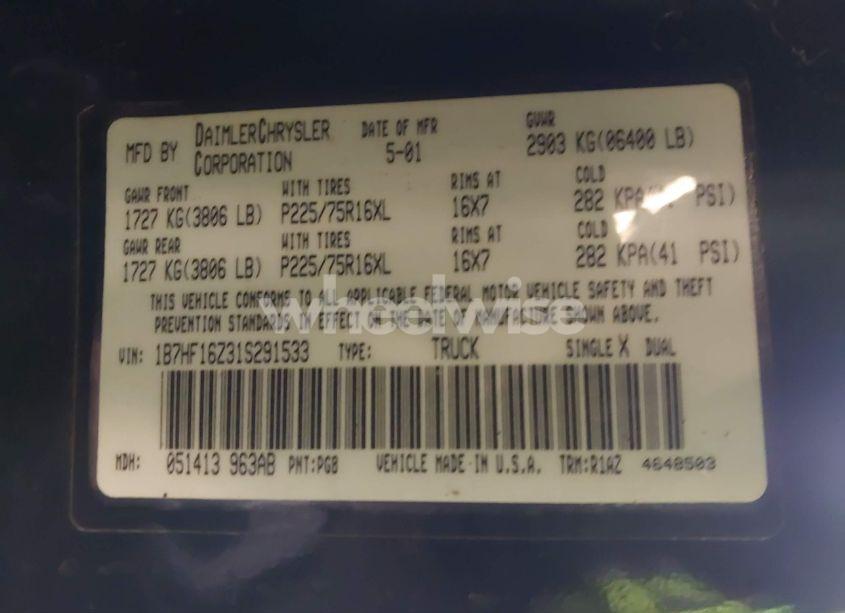 MFD BY DAIMLERCHRYSLER CORPORATION DATE OF MFR 5-01 GVWR 2903 KG(06400 LB)
GAWR FRONT WITH TIRES RIMS AT COLD
1727 KG(3806 LB) P225/75R16XL 16X7 282 KPA(41 PSI)
GAWR REAR WITH TIRES RIMS AT COLD
1727 KG(3806 LB) P225/75R16XL 16X7 282 KPA(41 PSI)
THIS VEHICLE CONFORMS TO ALL APPLICABLE FEDERAL MOTOR VEHICLE SAFETY AND THEFT
PREVENTION STANDARDS IN EFFECT ON THE DATE OF MANUFACTURE SHOWN ABOVE.
wheelwise
VIN: 1B7HF16Z31S291533 TYPE: TRUCK SINGLE X DUAL
MDH: 051413 963AB PNT:PG8 VEHICLE MADE IN U.S.A. TRM:R1AZ 4648503